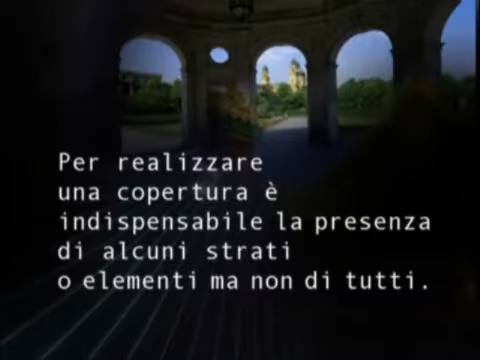 Per realizzare
una copertura è
indispensabile la presenza
di alcuni strati
o elementi ma non di tutti.